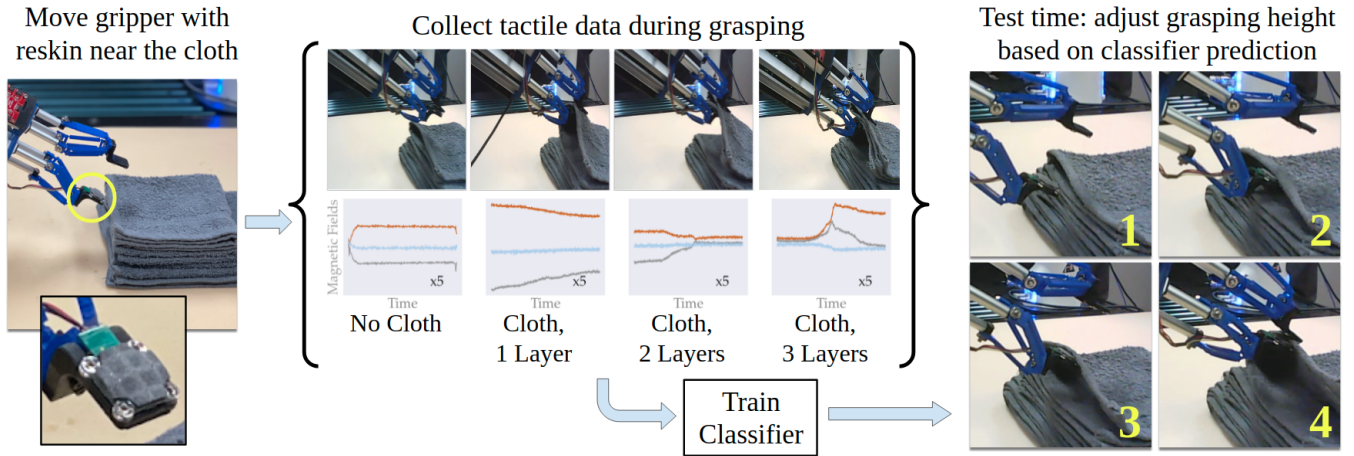 Move gripper with
reskin near the cloth
Collect tactile data during grasping
Magnetic Fields
x5
Time
No Cloth
x5
Time
Cloth,
1 Layer
x5
Time
Cloth,
2 Layers
x5
Time
Cloth,
3 Layers
Train
Classifier
Test time: adjust grasping height
based on classifier prediction
1
2
3
4